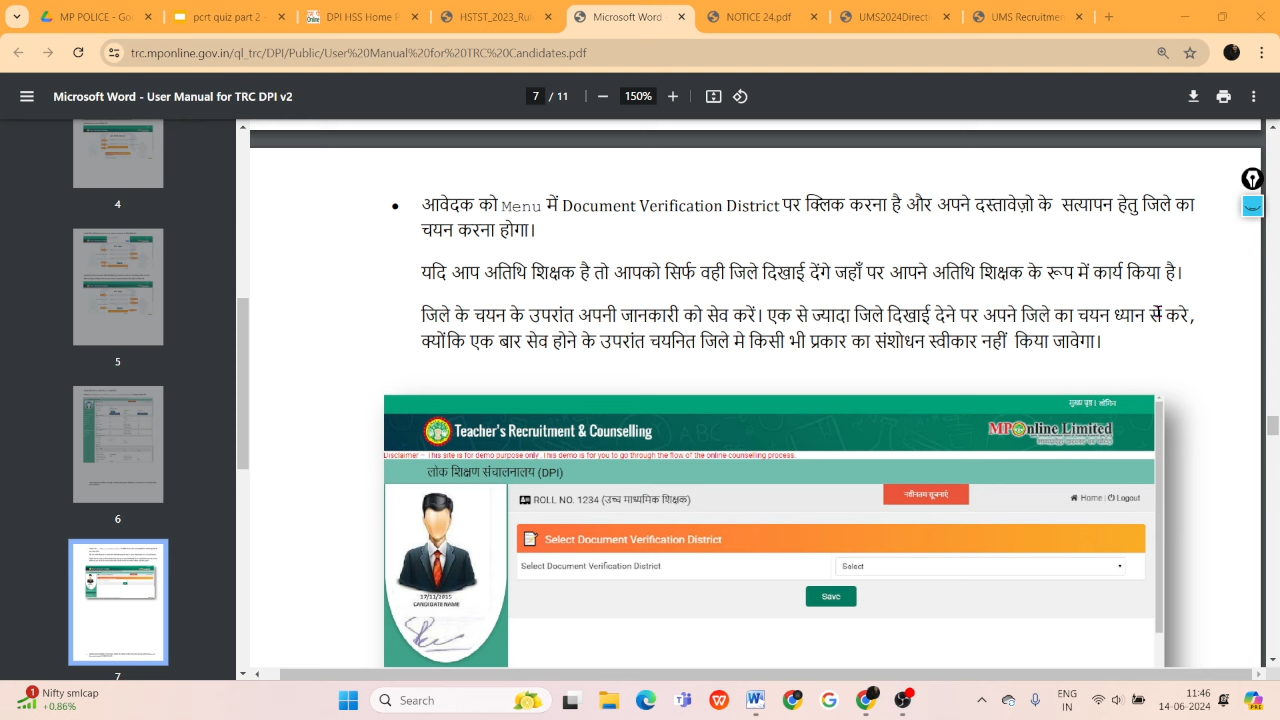 MP POLICE - Go
pcrt quiz part 2 -
DPI HSS Home P
HSTST_2023_Rul
Microsoft Word
NOTICE 24.pdf
UMS2024Directi
UMS Recruitmen
trc.mponline.gov.in/ql_trc/DPI/Public/User%20Manual%20for%20TRC%20Candidates.pdf
Microsoft Word - User Manual for TRC DPI v2
7 / 11
150%
4
5
6
7
• आवेदक को Menu में Document Verification District पर क्लिक करना है और अपने दस्तावेज़ो के सत्यापन हेतु जिले का
चयन करना होगा।
यदि आप अतिथि शिक्षक है तो आपको सिर्फ वही जिले दिखाई देंगे जहाँ पर आपने अतिथि शिक्षक के रूप में कार्य किया है।
जिले के चयन के उपरांत अपनी जानकारी को सेव करें। एक से ज्यादा जिले दिखाई देने पर अपने जिले का चयन ध्यान से करे,
क्योंकि एक बार सेव होने के उपरांत चयनित जिले मे किसी भी प्रकार का संशोधन स्वीकार नहीं किया जावेगा।
मुख्य पृष्ठ | लॉगिन
Teacher's Recruitment & Counselling
MPOnline Limited
Disclaimer - This site is for demo purpose only .This demo is for you to go through the flow of the online counselling process.
लोक शिक्षण संचालनालय (DPI)
ROLL NO. 1234 (उच्च माध्यमिक शिक्षक)
नवीनतम सूचनाएं
Home | Logout
Select Document Verification District
Select Document Verification District
Select
Save
17/11/2015
CANDIDATE NAME
Nifty smlcap
+0.86%
1
Search
ENG
IN
11:46
14-06-2024